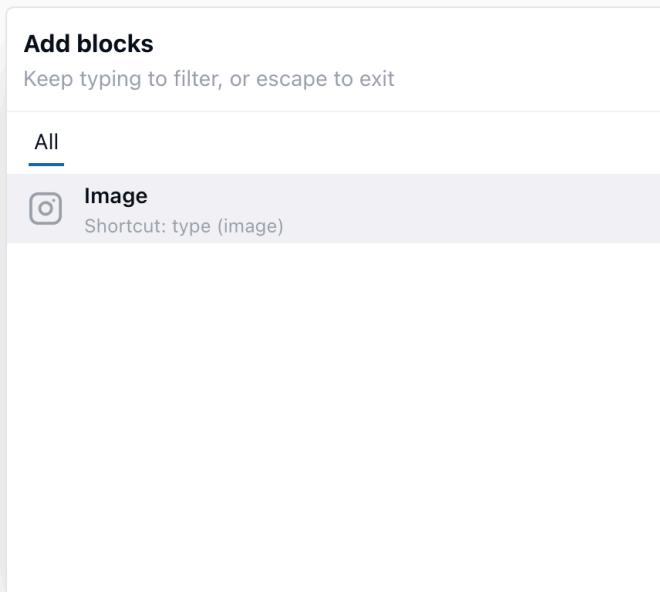 Add blocks
Keep typing to filter, or escape to exit
All
Image
Shortcut: type (image)